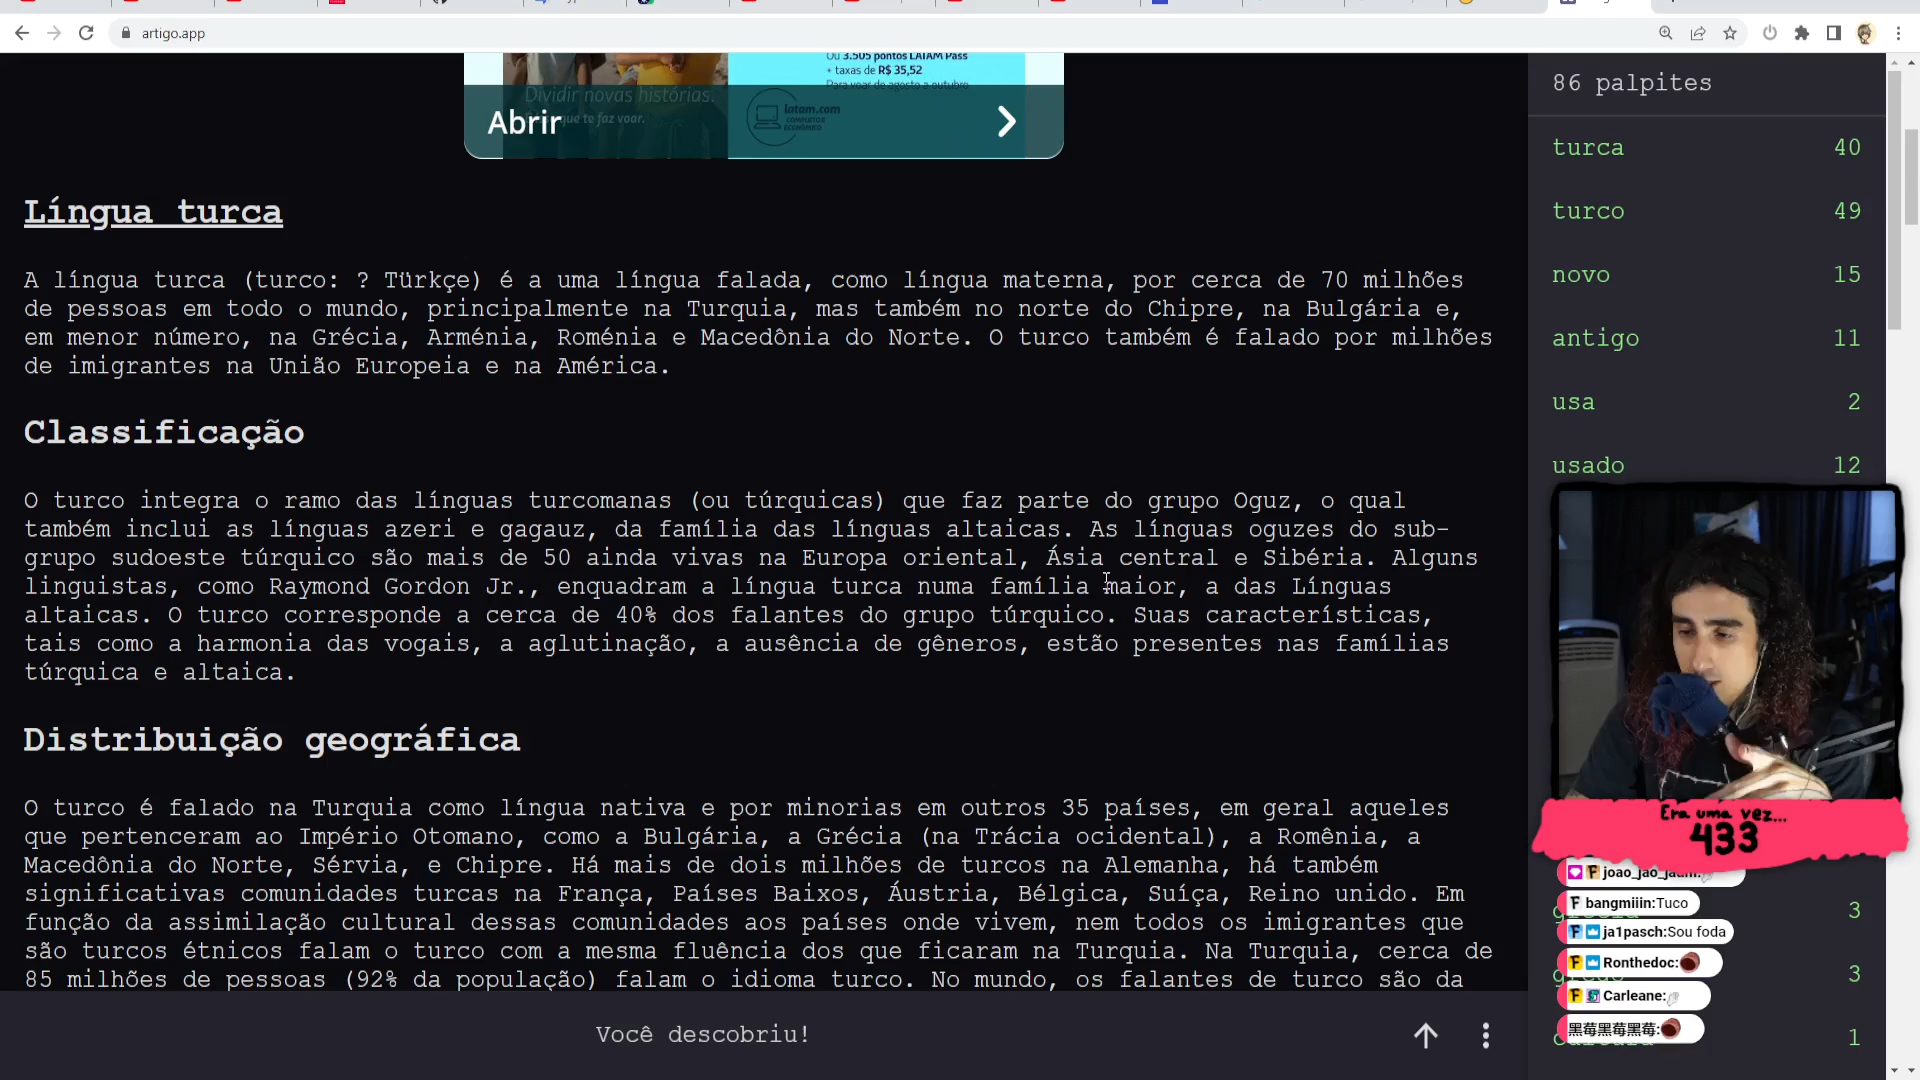 artigo.app
Ou 3.505 pontos LATAM Pass
+ taxas de R$ 35,52
Para voar de agosto a outubro
Dividir novas histórias.
que te faz voar.
latam.com
Abrir
Língua turca
A língua turca (turco: ? Türkçe) é a uma língua falada, como língua materna, por cerca de 70 milhões
de pessoas em todo o mundo, principalmente na Turquia, mas também no norte do Chipre, na Bulgária e,
em menor número, na Grécia, Arménia, Roménia e Macedônia do Norte. O turco também é falado por milhões
de imigrantes na União Europeia e na América.
Classificação
O turco integra o ramo das línguas turcomanas (ou túrquicas) que faz parte do grupo Oguz, o qual
também inclui as línguas azeri e gagauz, da família das línguas altaicas. As línguas oguzes do sub-
grupo sudoeste túrquico são mais de 50 ainda vivas na Europa oriental, Ásia central e Sibéria. Alguns
linguistas, como Raymond Gordon Jr., enquadram a língua turca numa família maior, a das Línguas
altaicas. O turco corresponde a cerca de 40% dos falantes do grupo túrquico. Suas características,
tais como a harmonia das vogais, a aglutinação, a ausência de gêneros, estão presentes nas famílias
túrquica e altaica.
Distribuição geográfica
O turco é falado na Turquia como língua nativa e por minorias em outros 35 países, em geral aqueles
que pertenceram ao Império Otomano, como a Bulgária, a Grécia (na Trácia ocidental), a Romênia, a
Macedônia do Norte, Sérvia, e Chipre. Há mais de dois milhões de turcos na Alemanha, há também
significativas comunidades turcas na França, Países Baixos, Áustria, Bélgica, Suíça, Reino unido. Em
função da assimilação cultural dessas comunidades aos países onde vivem, nem todos os imigrantes que
são turcos étnicos falam o turco com a mesma fluência dos que ficaram na Turquia. Na Turquia, cerca de
85 milhões de pessoas (92% da população) falam o idioma turco. No mundo, os falantes de turco são da
Você descobriu!
86 palpites
turca 40
turco 49
novo 15
antigo 11
usa 2
usado 12
Era uma vez...
433
bangmiiin:Tuco
3
ja1pasch:Sou foda
Ronthedoc:
3
Carleane:
黑莓黑莓黑莓:
1